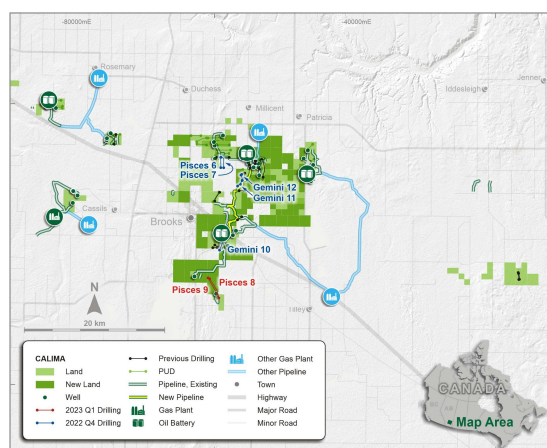 -80000mE
-40000mE
Rosemary
Jenner
Duchess
Iddesleigh
Millicent
Patricia
Pisces 6
Pisces 7
Gemini 12
Gemini 11
Cassils
Brooks
Gemini 10
Pisces 8
Pisces 9
N
Tilley
20 km
CALIMA
Land
New Land
Well
2023 Q1 Drilling
2022 Q4 Drilling
Previous Drilling
PUD
Pipeline, Existing
New Pipeline
Gas Plant
Oil Battery
Other Gas Plant
Other Pipeline
Town
Highway
Major Road
Minor Road
CANADA
Map Area